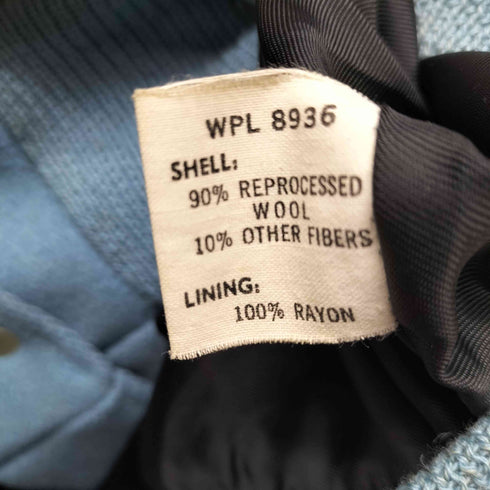 WPL 8936
SHELL:
90% REPROCESSED
WOOL
10% OTHER FIBERS
LINING:
100% RAYON